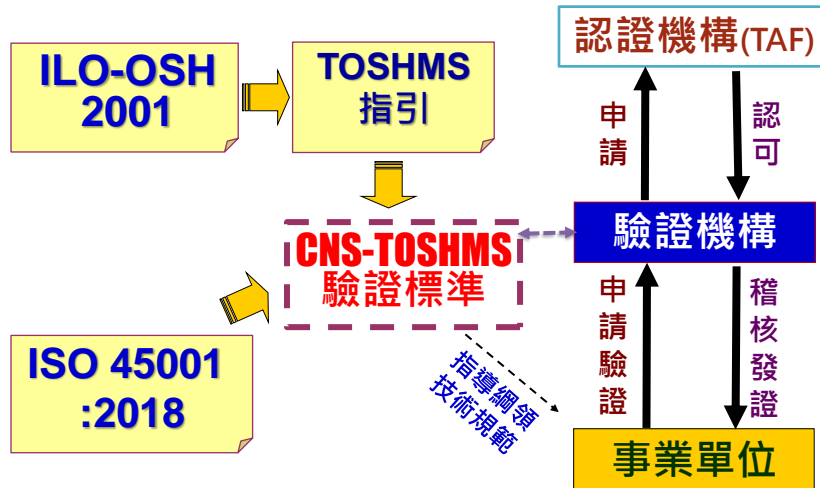 ILO-OSH
2001
TOSHMS
指引
認證機構(TAF)
申請
認可
CNS-TOSHMS
驗證標準
驗證機構
ISO 45001
:2018
指導綱領
技術規範
申請驗證
稽核發證
事業單位